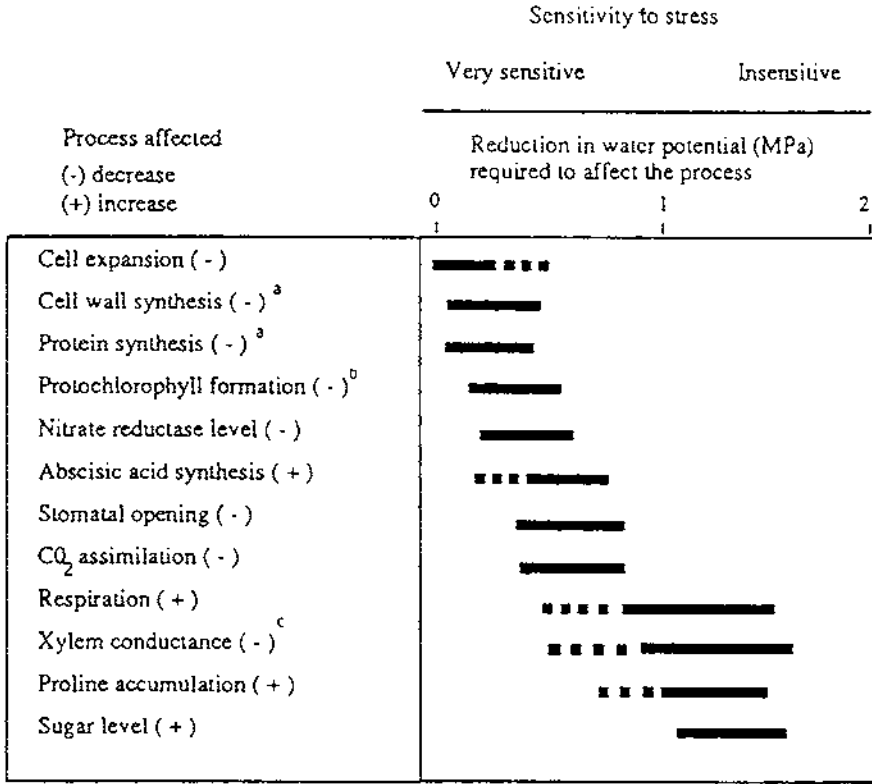 Sensitivity to stress
Very sensitive Insensitive
Process affected
(-) decrease
(+) increase
Reduction in water potential (MPa)
required to affect the process
0 1 2
Cell expansion ( - )
Cell wall synthesis ( - ) a
Protein synthesis ( - ) a
Protochlorophyll formation ( - ) b
Nitrate reductase level ( - )
Abscisic acid synthesis ( + )
Stomatal opening ( - )
CO2 assimilation ( - )
Respiration ( + )
Xylem conductance ( - ) c
Proline accumulation ( + )
Sugar level ( + )